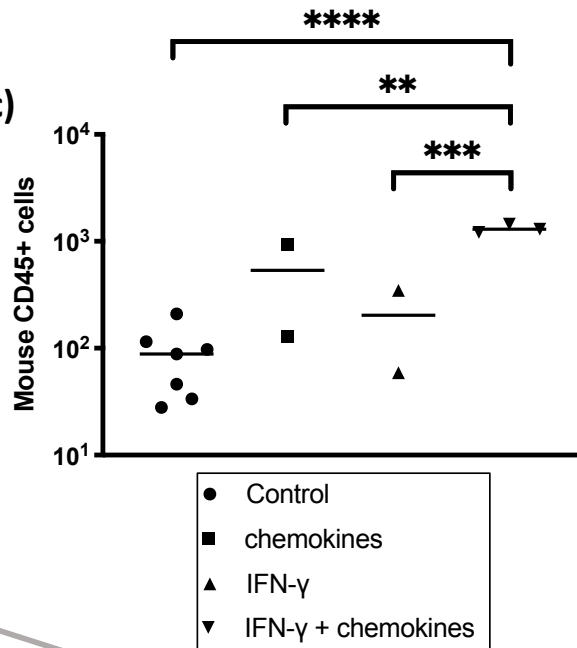 ****
**
c)
***
10⁴
10³
10²
10¹
Mouse CD45+ cells
Control
chemokines
IFN-γ
IFN-γ + chemokines